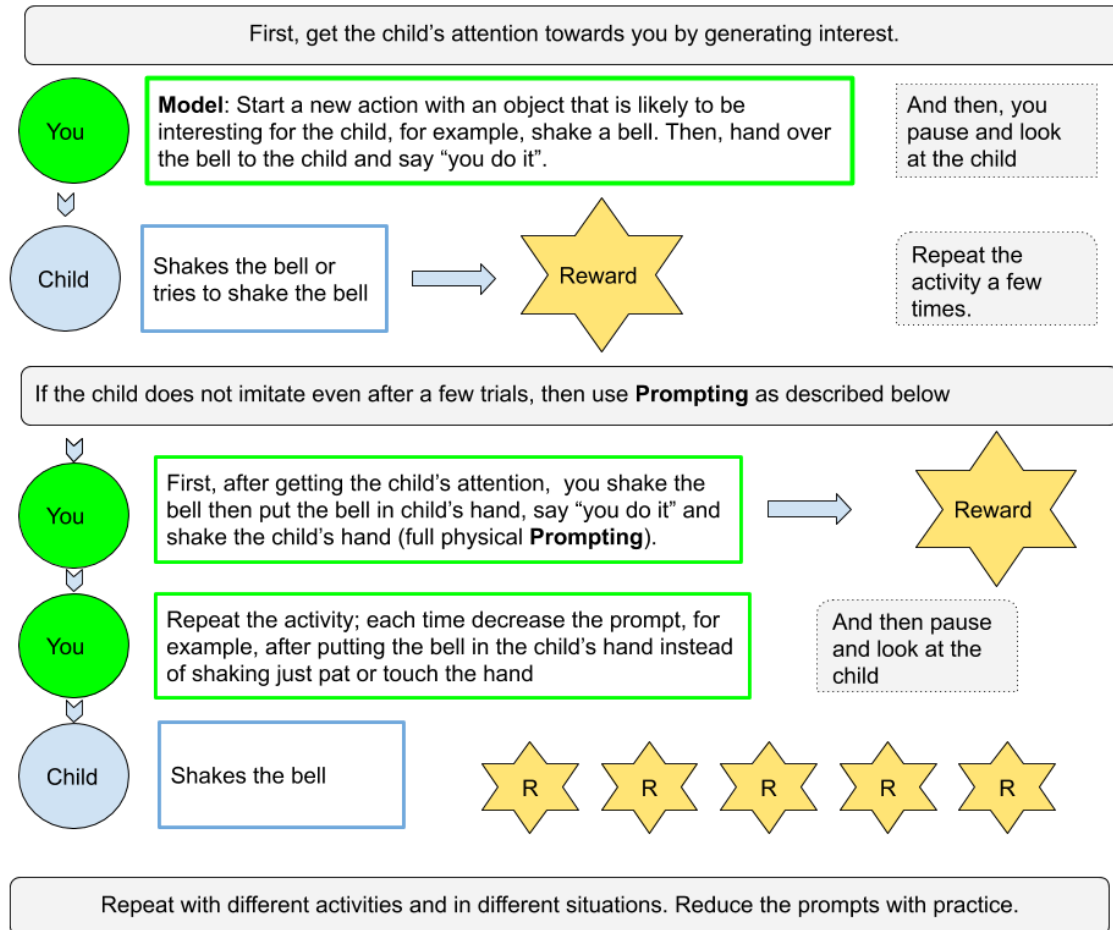 First, get the child’s attention towards you by generating interest.
You
Model: Start a new action with an object that is likely to be
interesting for the child, for example, shake a bell. Then, hand over
the bell to the child and say “you do it”.
And then, you
pause and look
at the child
Child
Shakes the bell or
tries to shake the bell
Reward
Repeat the
activity a few
times.
If the child does not imitate even after a few trials, then use Prompting as described below
You
First, after getting the child’s attention,  you shake the
bell then put the bell in child’s hand, say “you do it” and
shake the child’s hand (full physical Prompting).
Reward
You
Repeat the activity; each time decrease the prompt, for
example, after putting the bell in the child’s hand instead
of shaking just pat or touch the hand
And then pause
and look at the
child
Child
Shakes the bell
R
R
R
R
R
Repeat with different activities and in different situations. Reduce the prompts with practice.